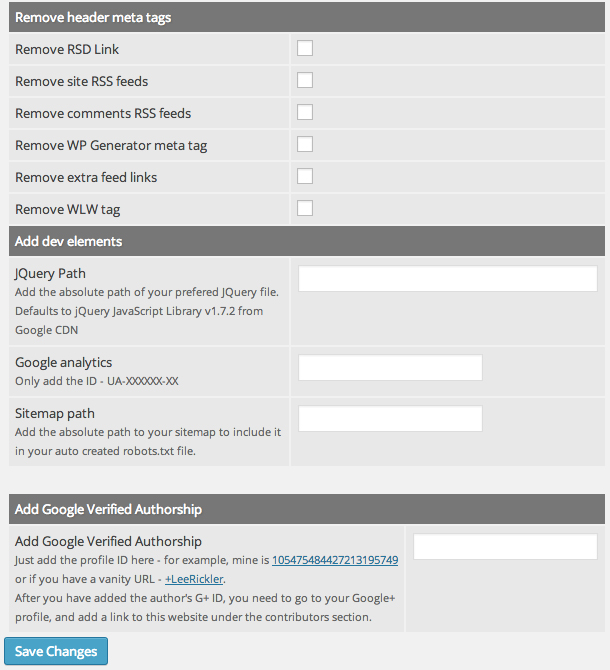 Remove header meta tags
Remove RSD Link
Remove site RSS feeds
Remove comments RSS feeds
Remove WP Generator meta tag
Remove extra feed links
Remove WLW tag
Add dev elements
JQuery Path
Add the absolute path of your prefered JQuery file.
Defaults to jQuery JavaScript Library v1.7.2 from
Google CDN
Google analytics
Only add the ID - UA-XXXXXX-XX
Sitemap path
Add the absolute path to your sitemap to include it
in your auto created robots.txt file.
Add Google Verified Authorship
Add Google Verified Authorship
Just add the profile ID here - for example, mine is 105475484427213195749
or if you have a vanity URL - +LeeRickler.
After you have added the author's G+ ID, you need to go to your Google+
profile, and add a link to this website under the contributors section.
Save Changes